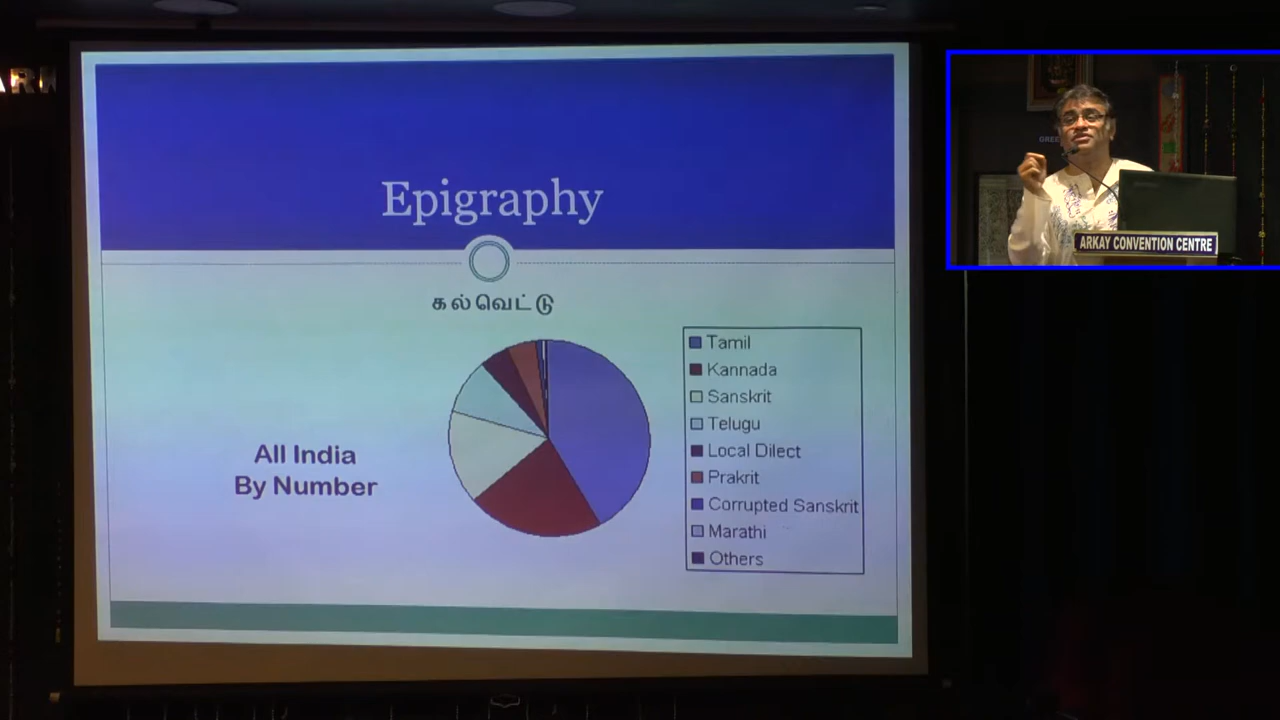 Epigraphy
கல்வெட்டு
All India
By Number
Tamil
Kannada
Sanskrit
Telugu
Local Dilect
Prakrit
Corrupted Sanskrit
Marathi
Others
ARKAY CONVENTION CENTRE